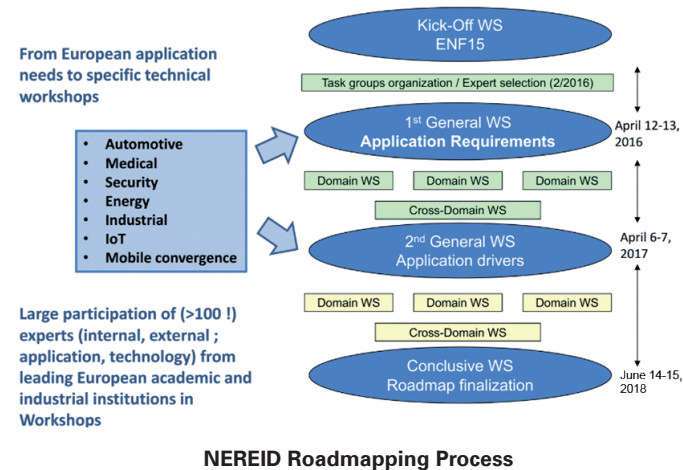 From European application
needs to specific technical
workshops
Kick-Off WS
ENF15
Task groups organization / Expert selection (2/2016)
1st General WS
Application Requirements
April 12-13,
2016
• Automotive
• Medical
• Security
• Energy
• Industrial
• IoT
• Mobile convergence
Domain WS Domain WS Domain WS
Cross-Domain WS
2nd General WS
Application drivers
April 6-7,
2017
Domain WS Domain WS Domain WS
Cross-Domain WS
Large participation of (>100 !)
experts (internal, external ;
application, technology) from
leading European academic and
industrial institutions in
Workshops
Conclusive WS
Roadmap finalization
June 14-15,
2018
NEREID Roadmapping Process